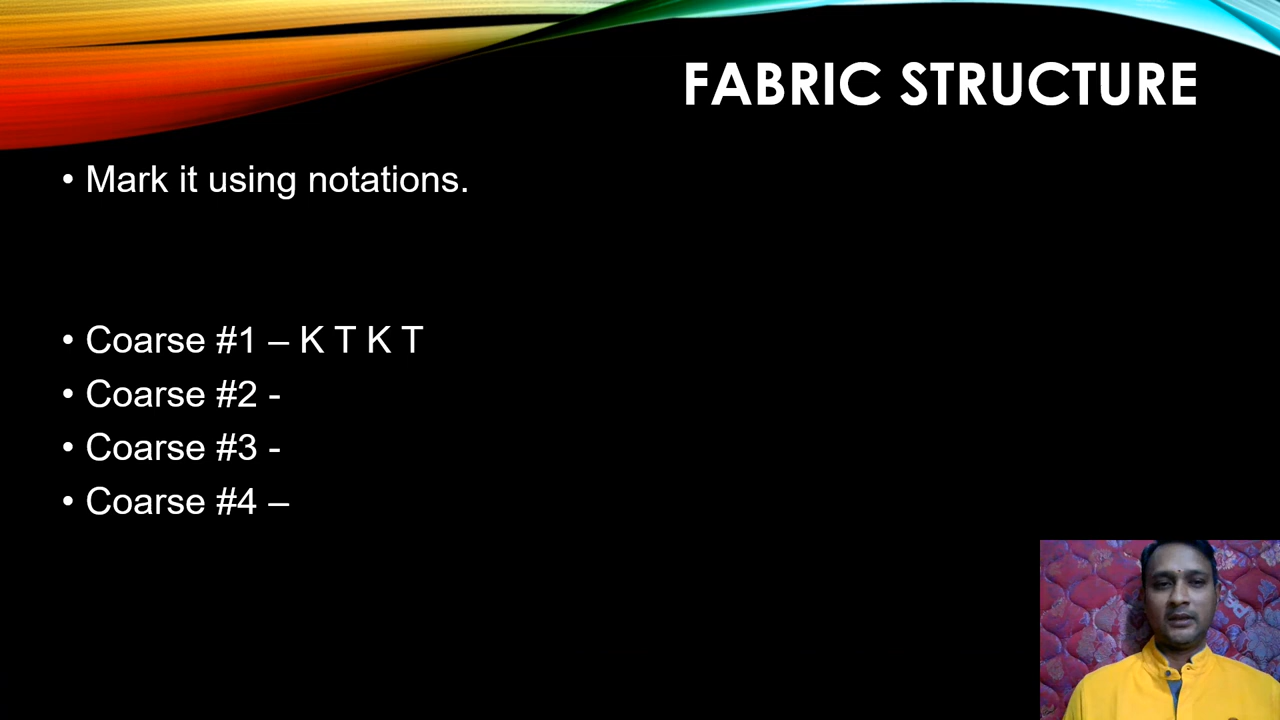 FABRIC STRUCTURE
• Mark it using notations.
• Coarse #1 – K T K T
• Coarse #2 -
• Coarse #3 -
• Coarse #4 –